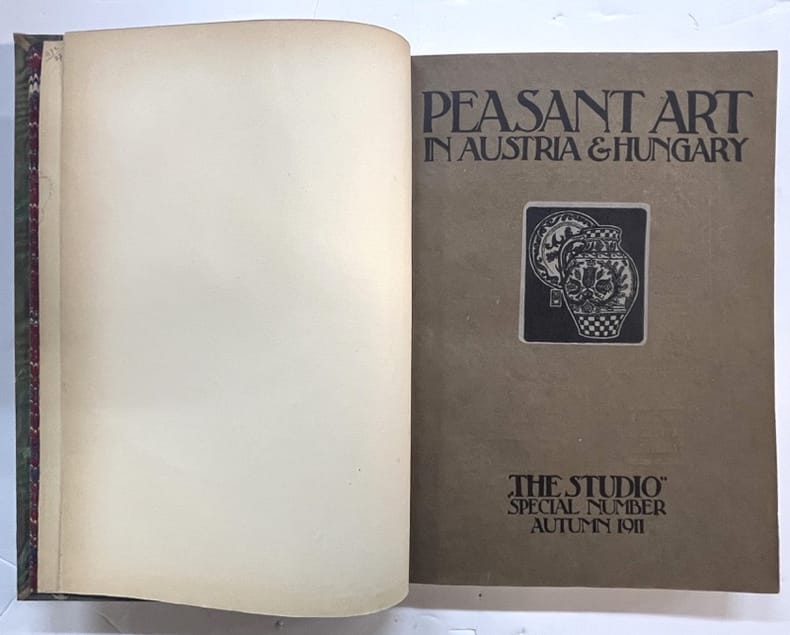 PEASANT ART
IN AUSTRIA & HUNGARY
„THE STUDIO“
SPECIAL NUMBER
AUTUMN 1911